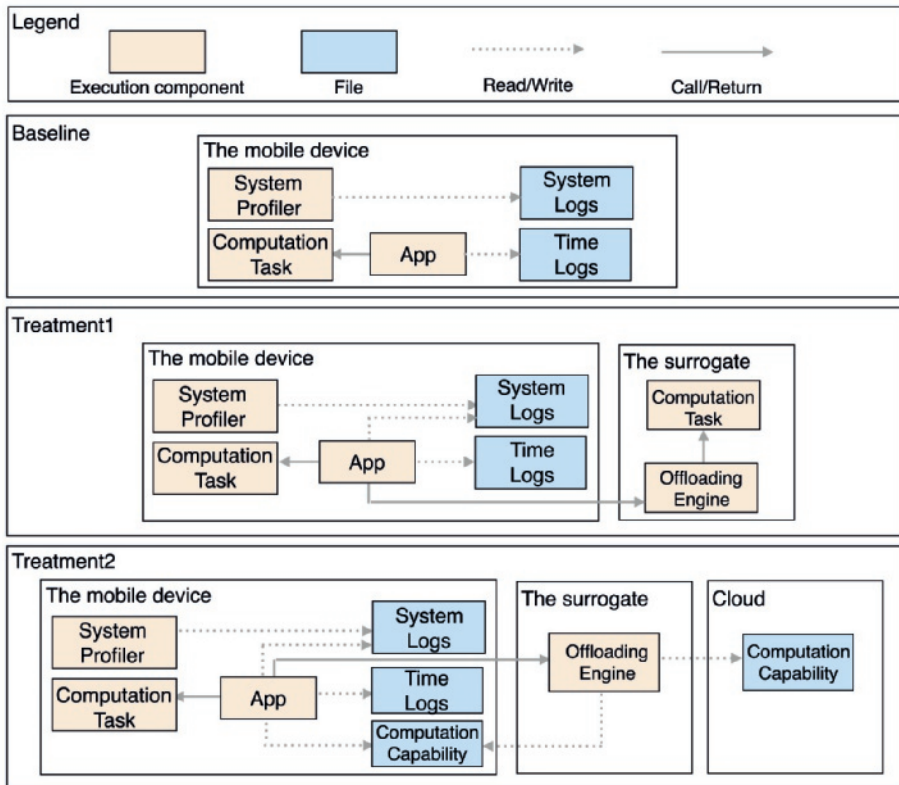 Legend
Execution component
File
Read/Write
Call/Return
Baseline
The mobile device
System
Profiler
System
Logs
Computation
Task
App
Time
Logs
Treatment1
The mobile device
System
Profiler
System
Logs
Computation
Task
App
Time
Logs
The surrogate
Computation
Task
Offloading
Engine
Treatment2
The mobile device
System
Profiler
System
Logs
Computation
Task
App
Time
Logs
Computation
Capability
The surrogate
Offloading
Engine
Cloud
Computation
Capability